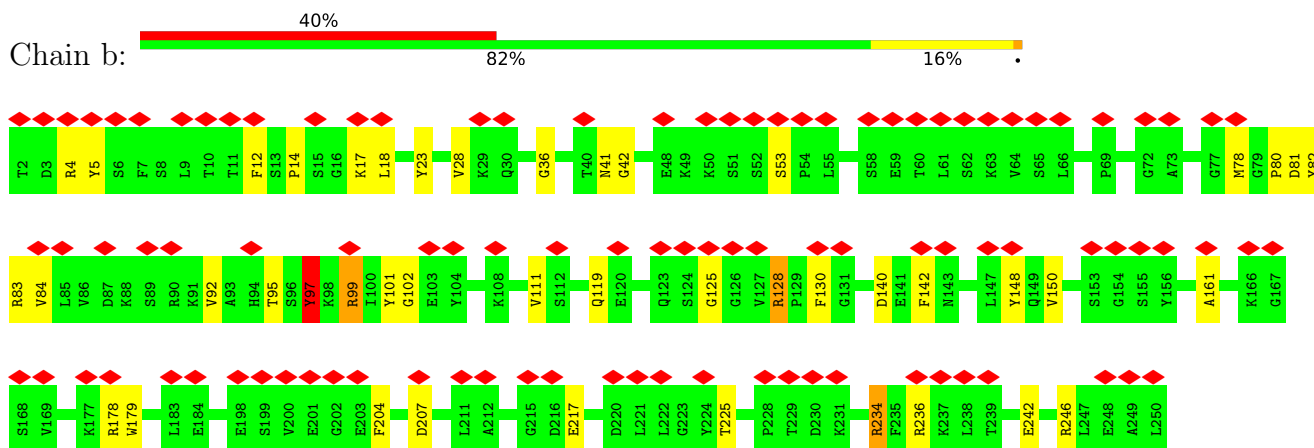 40%
Chain b:
82% 16% •
T2 D3 R4 Y5 S6 F7 S8 L9 T10 T11 F12 S13 P14 S15 G16 K17 L18 Y23 V28 K29 Q30 G36 T40 N41 G42 E48 K49 K50 S51 S52 S53 P54 L55 S58 E59 T60 L61 S62 K63 V64 S65 L66 P69 G72 A73 G77 M78 G79 P80 D81 Y82
R83 V84 L85 V86 D87 K88 S89 R90 K91 V92 A93 H94 T95 S96 Y97 K98 R99 I100 Y101 G102 E103 Y104 K108 V111 S112 Q119 E120 Q123 S124 G125 G126 V127 R128 P129 F130 G131 D140 E141 F142 N143 L147 Y148 Q149 V150 S153 G154 S155 Y156 A161 K166 G167
S168 V169 K177 R178 W179 L183 E184 E198 S199 V200 E201 G202 E203 F204 D207 L211 A212 G215 D216 E217 D220 L221 L222 G223 Y224 T225 P228 T229 D230 K231 R234 F235 R236 K237 L238 T239 E242 R246 L247 E248 A249 L250